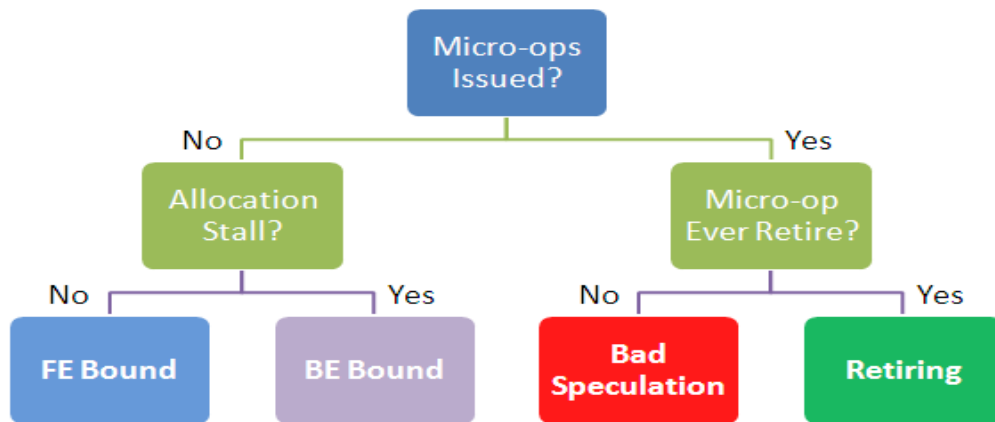 Micro-ops
Issued?
No
Yes
Allocation
Stall?
Micro-op
Ever Retire?
No
Yes
No
Yes
FE Bound
BE Bound
Bad
Speculation
Retiring